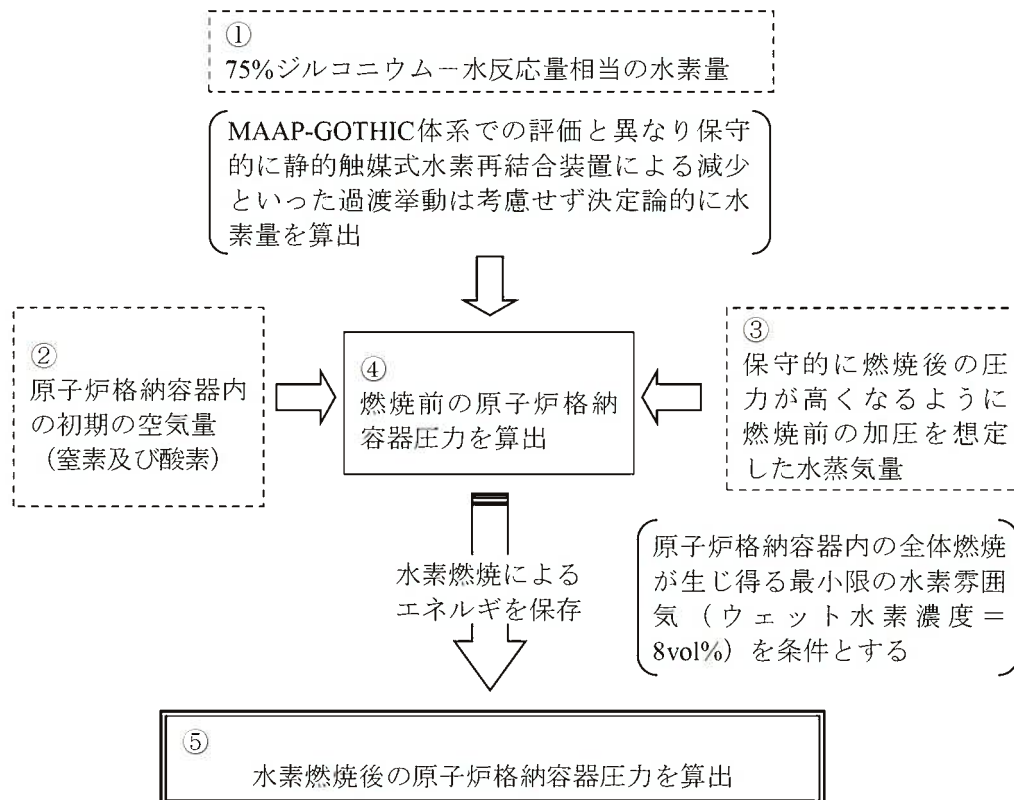 ①
75%ジルコニウム－水反応量相当の水素量
MAAP-GOTHIC体系での評価と異なり保守
的に静的触媒式水素再結合装置による減少
といった過渡挙動は考慮せず決定論的に水
素量を算出
②
原子炉格納容器内
の初期の空気量
（窒素及び酸素）
④
燃焼前の原子炉格納
容器圧力を算出
③
保守的に燃焼後の圧
力が高くなるように
燃焼前の加圧を想定
した水蒸気量
水素燃焼による
エネルギを保存
原子炉格納容器内の全体燃焼
が生じ得る最小限の水素雰囲
気（ウェット水素濃度＝
8vol%）を条件とする
⑤
水素燃焼後の原子炉格納容器圧力を算出